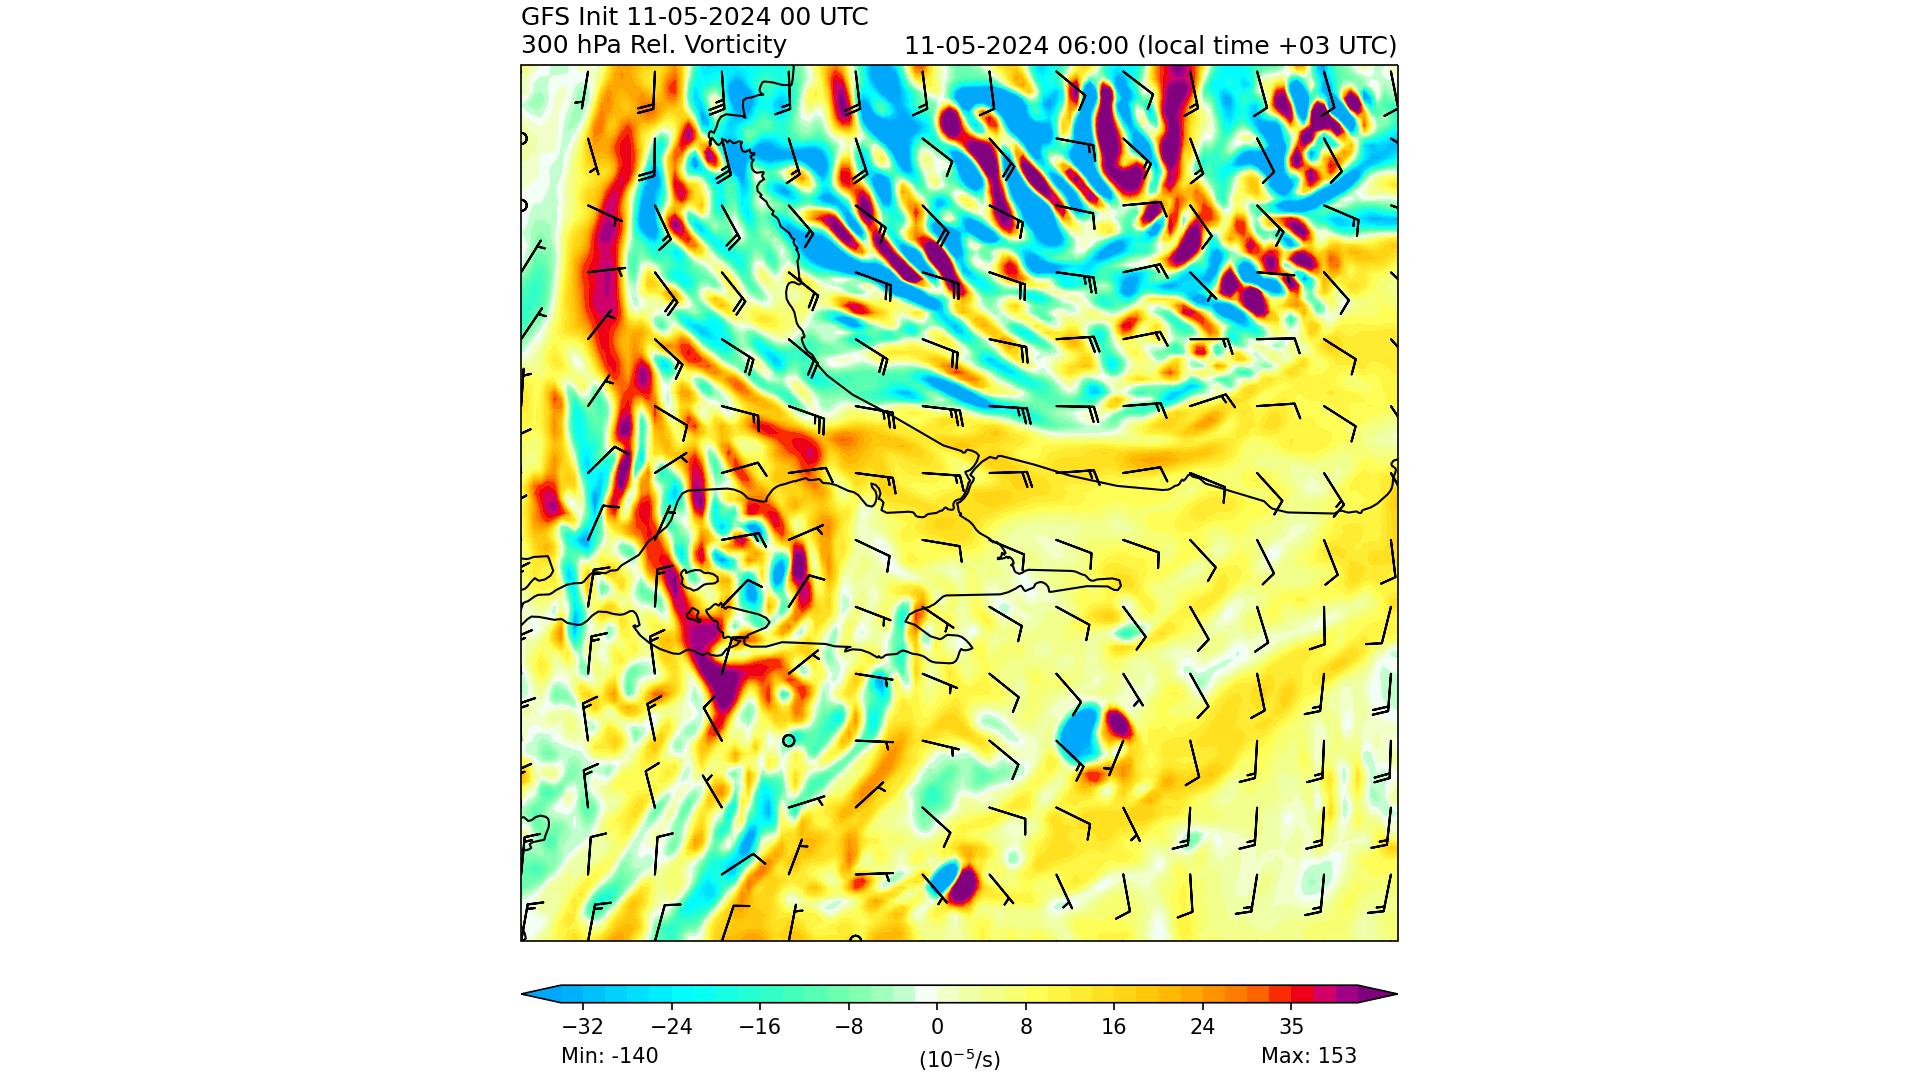 GFS Init 11-05-2024 00 UTC
300 hPa Rel. Vorticity
11-05-2024 06:00 (local time +03 UTC)
−32 −24 −16 −8 0 8 16 24 35
Min: -140
(10⁻⁵/s)
Max: 153